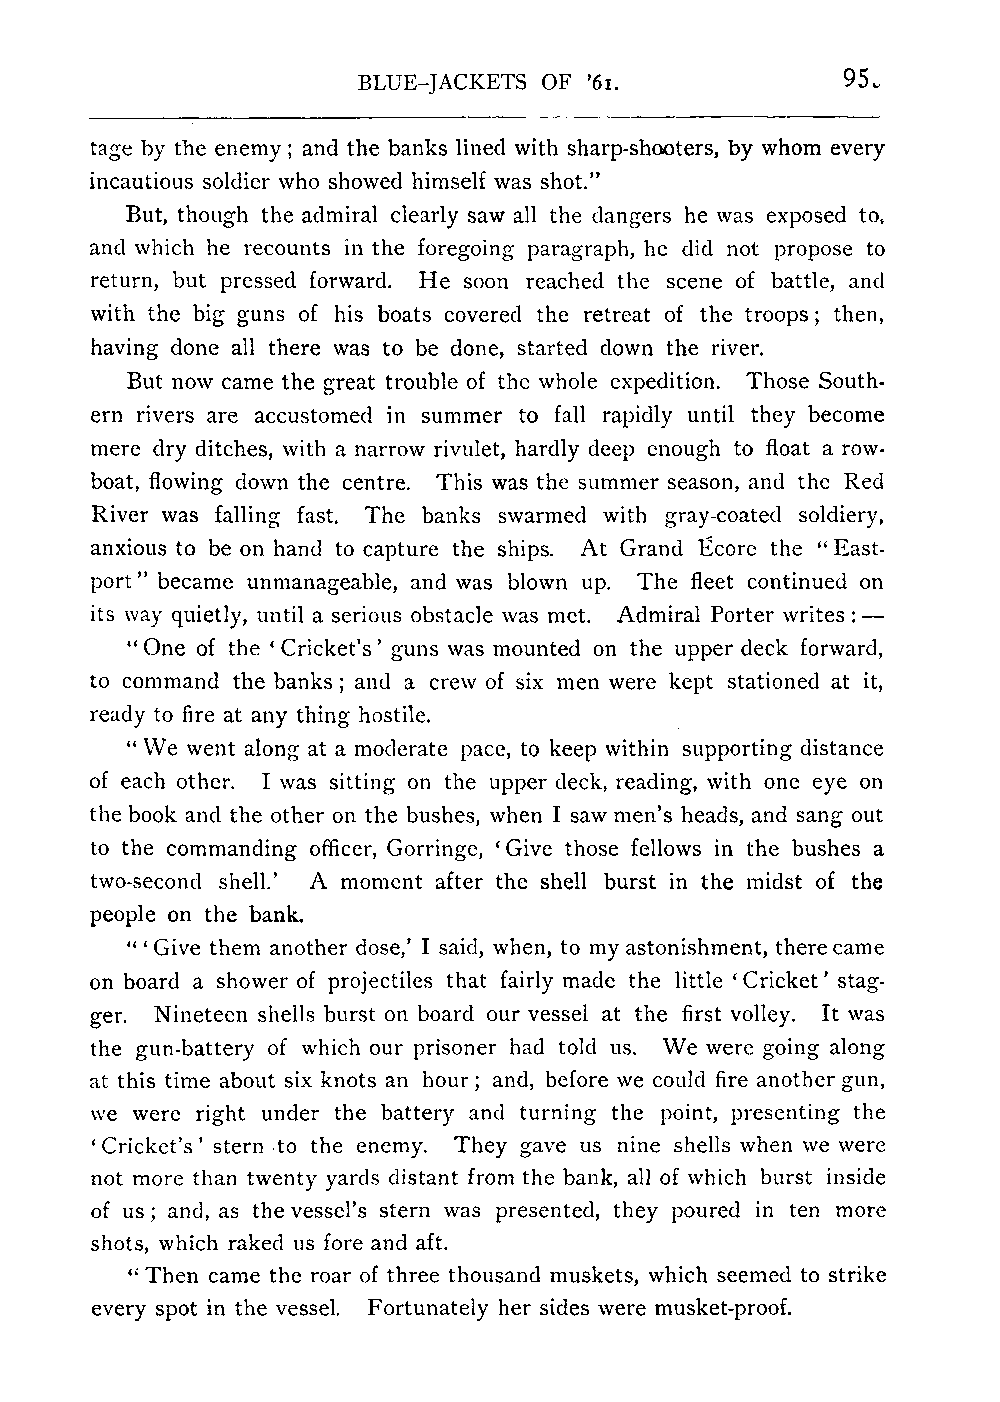 BLUE-JACKETS OF '61. 95
tage by the enemy; and the banks lined with sharp-shooters, by whom every
incautious soldier who showed himself was shot."
But, though the admiral clearly saw all the dangers he was exposed to,
and which he recounts in the foregoing paragraph, he did not propose to
return, but pressed forward. He soon reached the scene of battle, and
with the big guns of his boats covered the retreat of the troops; then,
having done all there was to be done, started down the river.
But now came the great trouble of the whole expedition. Those South-
ern rivers are accustomed in summer to fall rapidly until they become
mere dry ditches, with a narrow rivulet, hardly deep enough to float a row-
boat, flowing down the centre. This was the summer season, and the Red
River was falling fast. The banks swarmed with gray-coated soldiery,
anxious to be on hand to capture the ships. At Grand Écore the "East-
port" became unmanageable, and was blown up. The fleet continued on
its way quietly, until a serious obstacle was met. Admiral Porter writes: —
"One of the 'Cricket's' guns was mounted on the upper deck forward,
to command the banks; and a crew of six men were kept stationed at it,
ready to fire at any thing hostile.
"We went along at a moderate pace, to keep within supporting distance
of each other. I was sitting on the upper deck, reading, with one eye on
the book and the other on the bushes, when I saw men's heads, and sang out
to the commanding officer, Gorringe, 'Give those fellows in the bushes a
two-second shell.' A moment after the shell burst in the midst of the
people on the bank.
"'Give them another dose,' I said, when, to my astonishment, there came
on board a shower of projectiles that fairly made the little 'Cricket' stag-
ger. Nineteen shells burst on board our vessel at the first volley. It was
the gun-battery of which our prisoner had told us. We were going along
at this time about six knots an hour; and, before we could fire another gun,
we were right under the battery and turning the point, presenting the
'Cricket's' stern to the enemy. They gave us nine shells when we were
not more than twenty yards distant from the bank, all of which burst inside
of us; and, as the vessel's stern was presented, they poured in ten more
shots, which raked us fore and aft.
"Then came the roar of three thousand muskets, which seemed to strike
every spot in the vessel. Fortunately her sides were musket-proof.